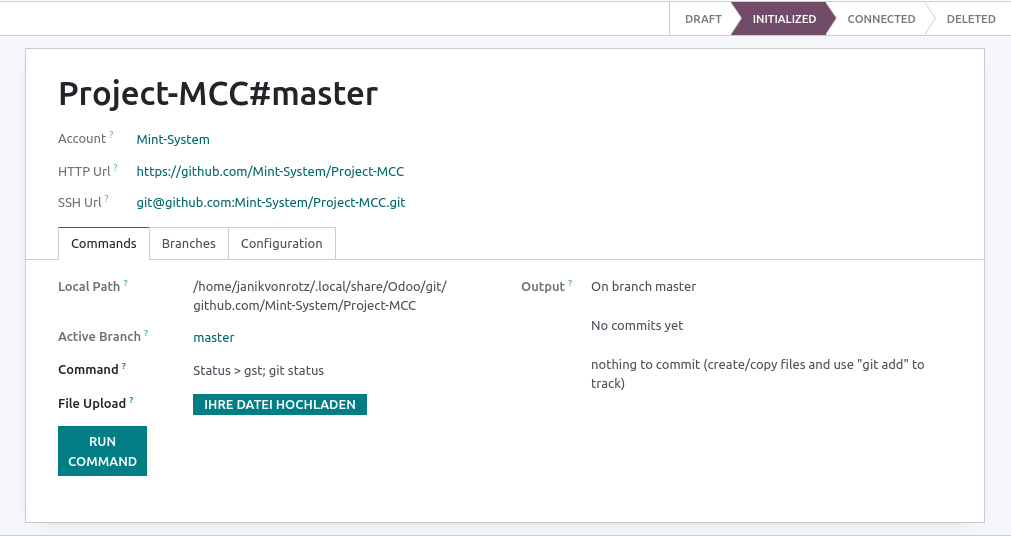 DRAFT INITIALIZED CONNECTED DELETED
Project-MCC#master
Account ? Mint-System
HTTP Url ? https://github.com/Mint-System/Project-MCC
SSH Url ? git@github.com:Mint-System/Project-MCC.git
Commands Branches Configuration
Local Path ? /home/janikvonrotz/.local/share/Odoo/git/
github.com/Mint-System/Project-MCC
Active Branch ? master
Command ? Status > gst; git status
File Upload ? IHRE DATEI HOCHLADEN
RUN
COMMAND
Output ? On branch master
No commits yet
nothing to commit (create/copy files and use "git add" to
track)